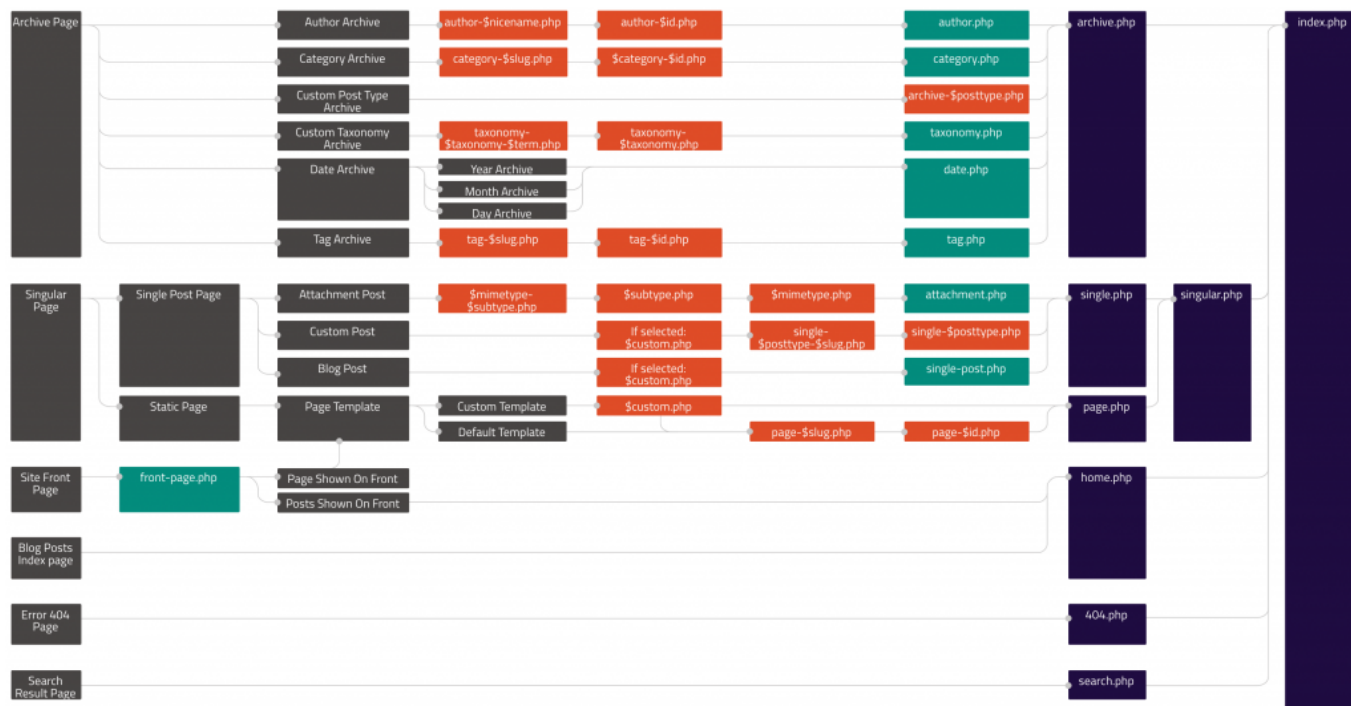 Archive Page
Author Archive
author-$nicename.php
author-$id.php
author.php
archive.php
index.php
Category Archive
category-$slug.php
$category-$id.php
category.php
Custom Post Type
Archive
archive-$posttype.php
Custom Taxonomy
Archive
taxonomy-
$taxonomy-$term.php
taxonomy-
$taxonomy.php
taxonomy.php
Date Archive
Year Archive
Month Archive
Day Archive
date.php
Tag Archive
tag-$slug.php
tag-$id.php
tag.php
Singular
Page
Single Post Page
Attachment Post
$mimetype-
$subtype.php
$subtype.php
$mimetype.php
attachment.php
single.php
singular.php
Custom Post
If selected:
$custom.php
single-
$posttype-$slug.php
single-$posttype.php
Blog Post
If selected:
$custom.php
single-post.php
Static Page
Page Template
Custom Template
$custom.php
page.php
Default Template
page-$slug.php
page-$id.php
Site Front
Page
front-page.php
Page Shown On Front
Posts Shown On Front
home.php
Blog Posts
Index page
Error 404
Page
404.php
Search
Result Page
search.php